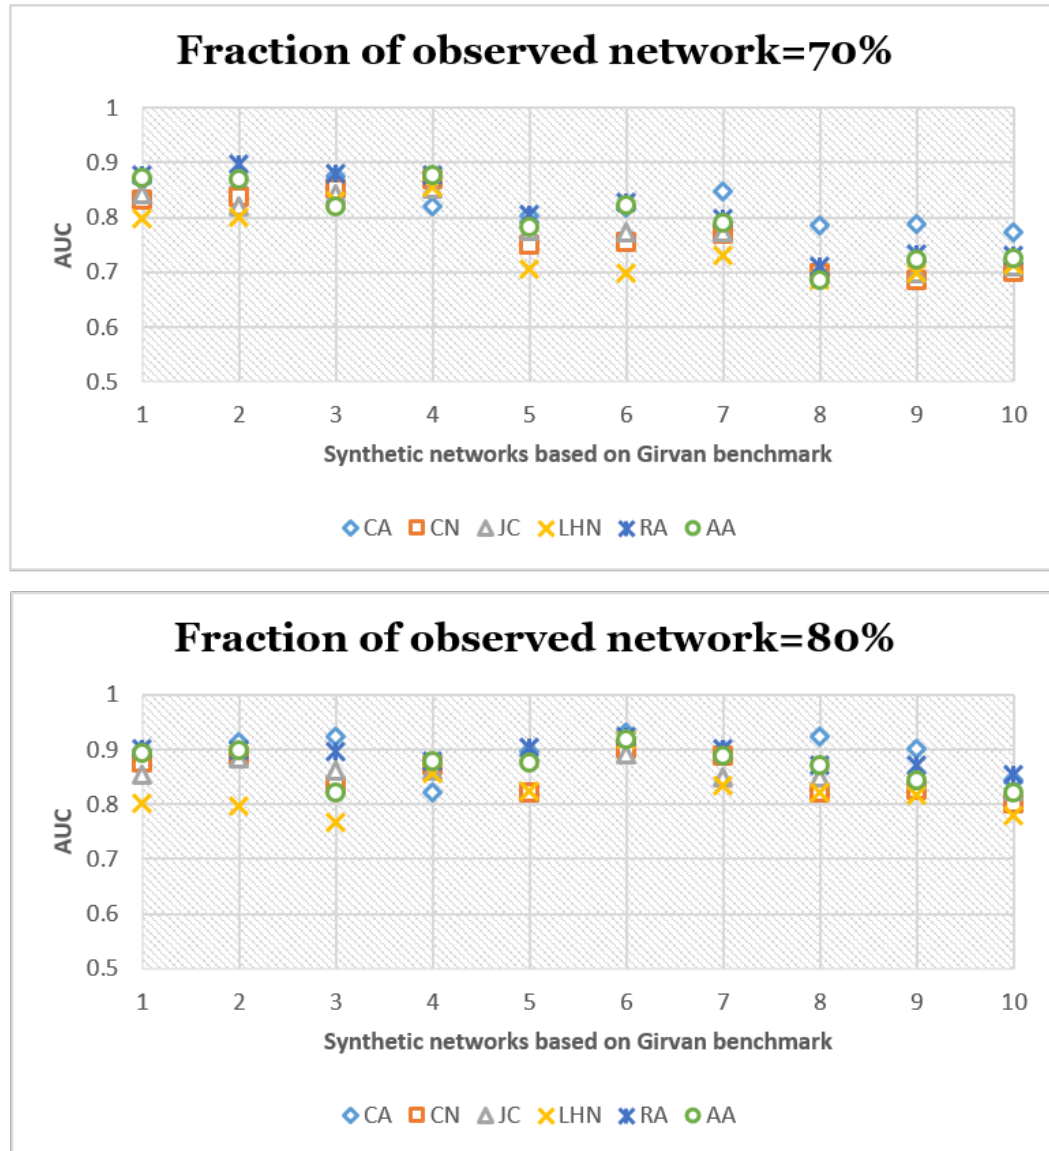 Fraction of observed network=70%
1
0.9
0.8
0.7
0.6
0.5
AUC
1 2 3 4 5 6 7 8 9 10
Synthetic networks based on Girvan benchmark
CA CN JC LHN RA AA
Fraction of observed network=80%
1
0.9
0.8
0.7
0.6
0.5
AUC
1 2 3 4 5 6 7 8 9 10
Synthetic networks based on Girvan benchmark
CA CN JC LHN RA AA